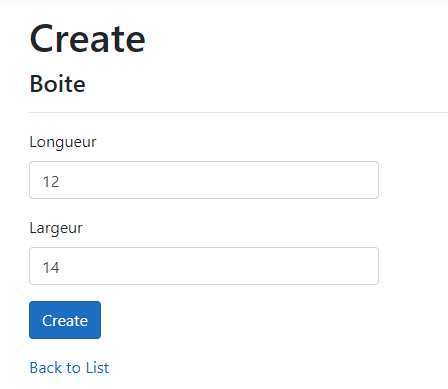 Create
Boite
Longueur
12
Largeur
14
Create
Back to List